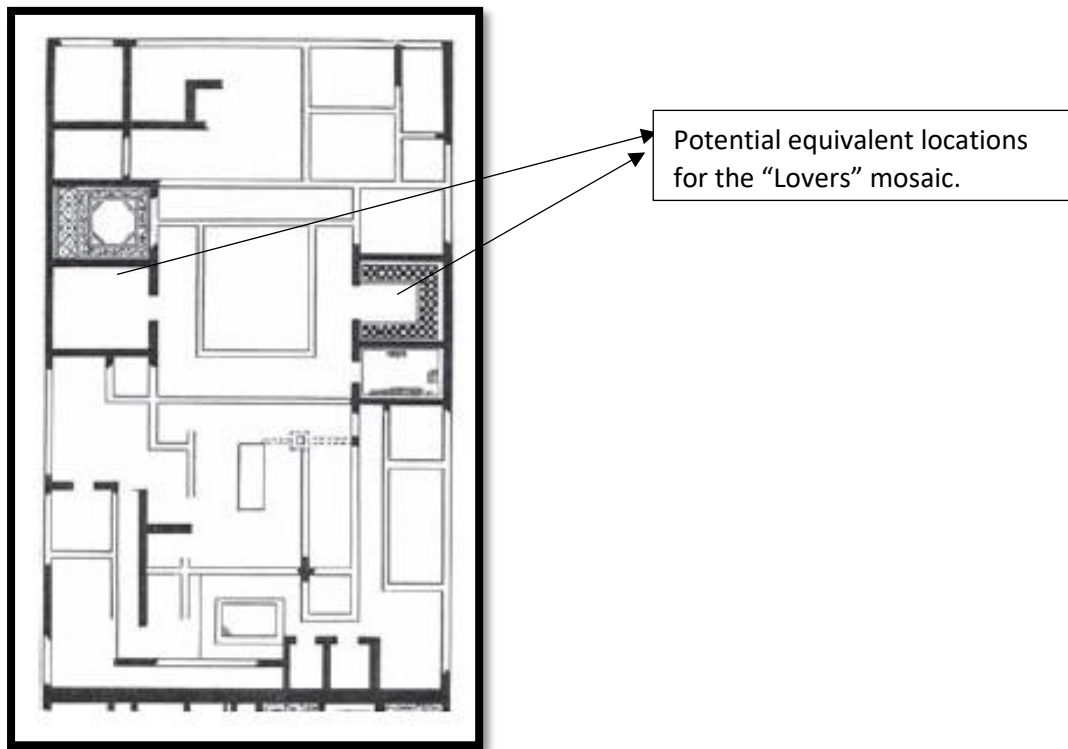 Potential equivalent locations
for the “Lovers” mosaic.